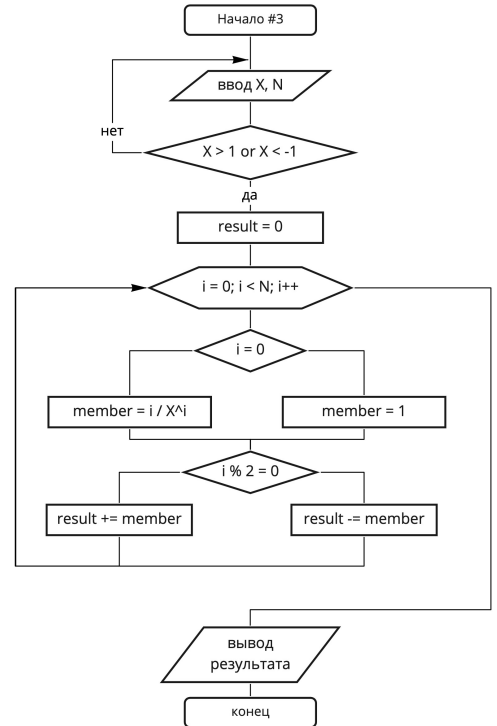 Начало #3
ввод X, N
нет
X > 1 or X < -1
да
result = 0
i = 0; i < N; i++
i = 0
member = i / X^i
member = 1
i % 2 = 0
result += member
result -= member
вывод
результата
конец